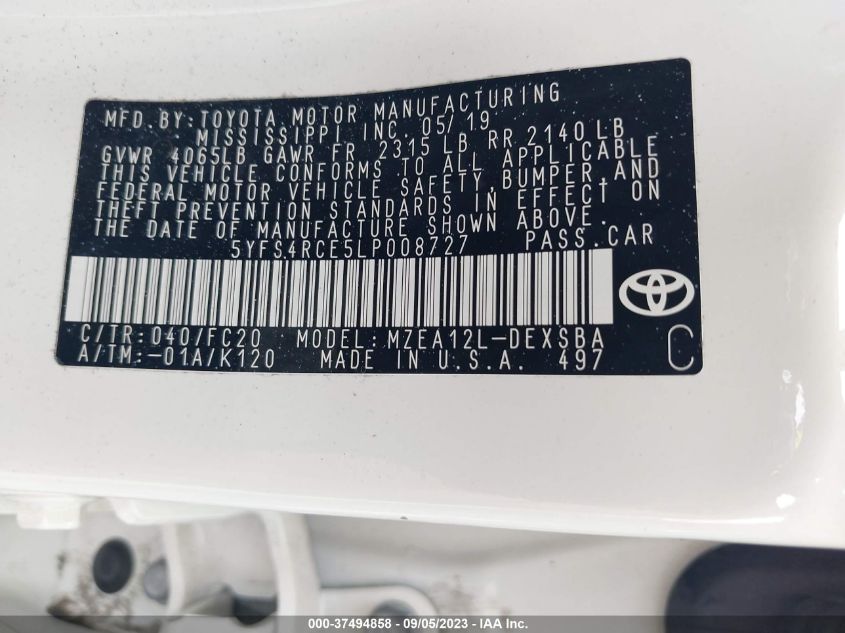 MFD.BY:TOYOTA MOTOR MANUFACTURING
MISSISSIPPI INC 05/19
GVWR 4065LB GAWR FR 2315 LB RR 2140LB
THIS VEHICLE CONFORMS TO ALL APPLICABLE
FEDERAL MOTOR VEHICLE SAFETY,BUMPER,AND
THEFT PREVENTION STANDARDS IN EFFECT ON
THE DATE OF MANUFACTURE SHOWN ABOVE.
5YFS4RCE5LP008727 PASS.CAR
C/TR:040/FC20 MODEL:MZEA12L-DEXSBA
A/TM:-01A/K120 MADE IN U.S.A. 497
C
000-37494858 - 09/05/2023 - IAA Inc.